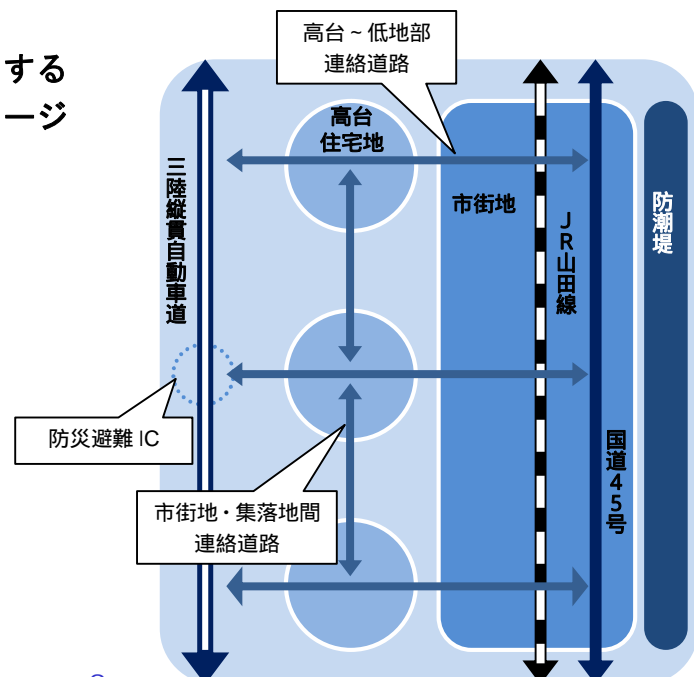 する
ージ
高台~低地部
連絡道路
高台
住宅地
三陸縦貫自動車道
市街地
JR山田線
防潮堤
防災避難 IC
国道45号
市街地・集落地間
連絡道路